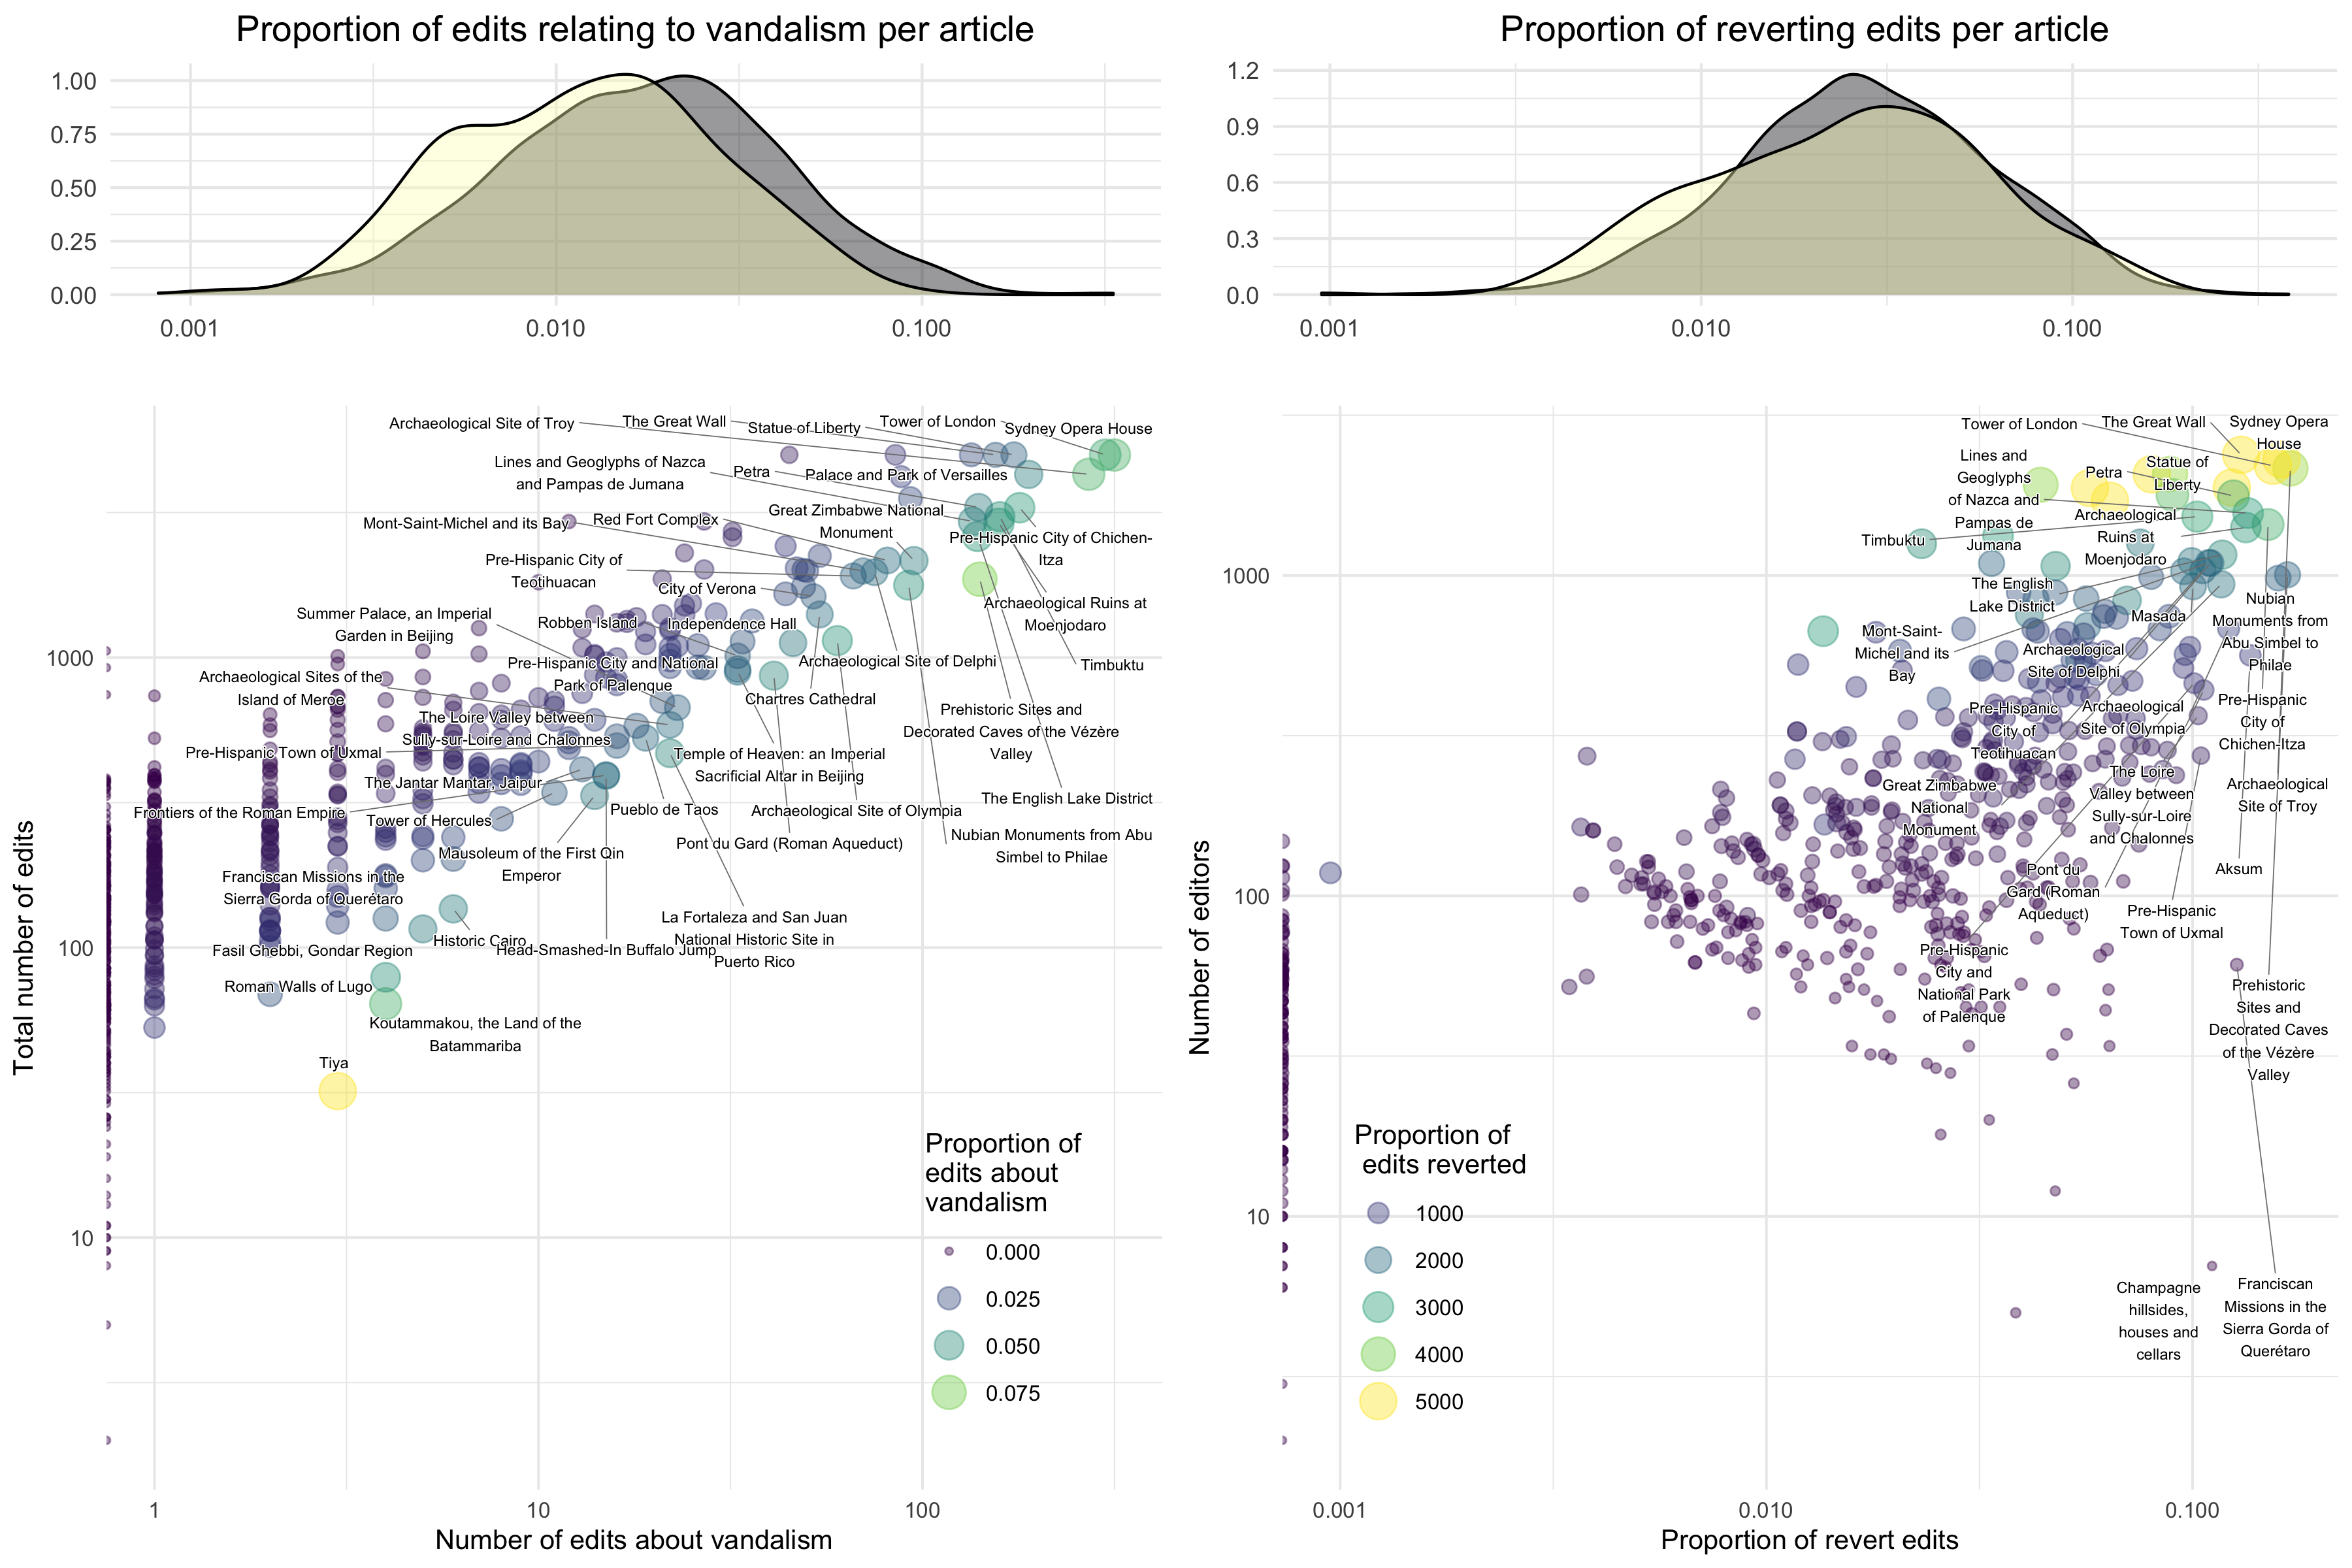 Proportion of edits relating to vandalism per article
1.00
0.75
0.50
0.25
0.00
0.001
0.010
0.100
Proportion of reverting edits per article
1.2
0.9
0.6
0.3
0.0
0.001
0.010
0.100
Total number of edits
1000
100
10
Archaeological Site of Troy
The Great Wall
Statue of Liberty
Tower of London
Sydney Opera House
Lines and Geoglyphs of Nazca
and Pampas de Jumana
Petra
Palace and Park of Versailles
Mont-Saint-Michel and its Bay
Red Fort Complex
Great Zimbabwe National
Monument
Pre-Hispanic City of Chichen-
Itza
Pre-Hispanic City of
Teotihuacan
City of Verona
Archaeological Ruins at
Moenjodaro
Summer Palace, an Imperial
Garden in Beijing
Robben Island
Independence Hall
Pre-Hispanic City and National
Park of Palenque
Archaeological Site of Delphi
Timbuktu
Archaeological Sites of the
Island of Meroe
Chartres Cathedral
Prehistoric Sites and
Decorated Caves of the Vézère
Valley
The Loire Valley between
Sully-sur-Loire and Chalonnes
Pre-Hispanic Town of Uxmal
Temple of Heaven: an Imperial
Sacrificial Altar in Beijing
The Jantar Mantar, Jaipur
The English Lake District
Frontiers of the Roman Empire
Tower of Hercules
Pueblo de Taos
Archaeological Site of Olympia
Mausoleum of the First Qin
Emperor
Pont du Gard (Roman Aqueduct)
Nubian Monuments from Abu
Simbel to Philae
Franciscan Missions in the
Sierra Gorda of Querétaro
La Fortaleza and San Juan
National Historic Site in
Puerto Rico
Fasil Ghebbi, Gondar Region
Historic Cairo
Head-Smashed-In Buffalo Jump
Roman Walls of Lugo
Koutammakou, the Land of the
Batammariba
Tiya
Proportion of
edits about
vandalism
0.000
0.025
0.050
0.075
1
10
100
Number of edits about vandalism
Number of editors
1000
100
10
Tower of London
The Great Wall
Sydney Opera
House
Lines and
Geoglyphs
of Nazca and
Pampas de
Jumana
Petra
Statue of
Liberty
Timbuktu
Archaeological
Ruins at
Moenjodaro
The English
Lake District
Nubian
Monuments from
Abu Simbel to
Philae
Masada
Mont-Saint-
Michel and its
Bay
Archaeological
Site of Delphi
Pre-Hispanic
City of
Teotihuacan
Archaeological
Site of Olympia
Pre-Hispanic
City of
Chichen-Itza
Great Zimbabwe
National
Monument
The Loire
Valley between
Sully-sur-Loire
and Chalonnes
Archaeological
Site of Troy
Aksum
Pont du
Gard (Roman
Aqueduct)
Pre-Hispanic
Town of Uxmal
Pre-Hispanic
City and
National Park
of Palenque
Prehistoric
Sites and
Decorated Caves
of the Vézère
Valley
Champagne
hillsides,
houses and
cellars
Franciscan
Missions in the
Sierra Gorda of
Querétaro
Proportion of
edits reverted
1000
2000
3000
4000
5000
0.001
0.010
0.100
Proportion of revert edits